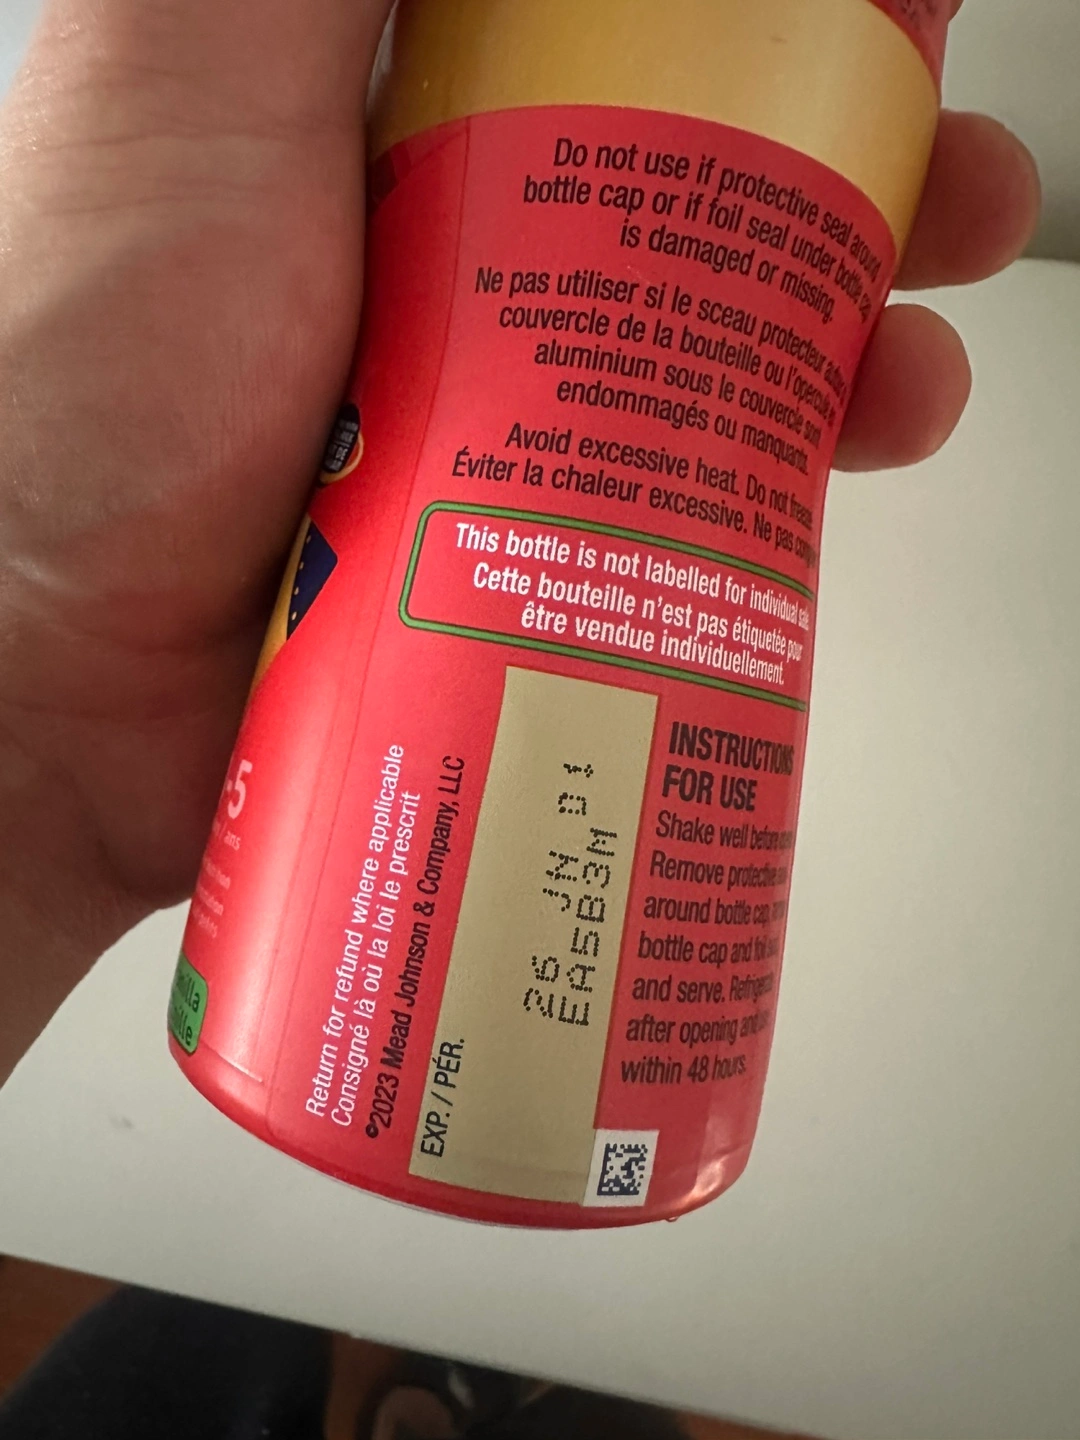 Do not use if protective seal around
bottle cap or if foil seal under bottle cap
is damaged or missing.
Ne pas utiliser si le sceau protecteur
couvercle de la bouteille ou l'opercule
aluminium sous le couvercle sont
endommagés ou manquants.
Avoid excessive heat. Do not freeze
Éviter la chaleur excessive. Ne pas
This bottle is not labelled for individual sale
Cette bouteille n'est pas étiquetée pour
être vendue individuellement.
INSTRUCTIONS
FOR USE
Shake well before
Remove protective
around bottle cap,
bottle cap and foil
and serve. Refrigerate
after opening and
within 48 hours.
Return for refund where applicable
Consigné là où la loi le prescrit
©2023 Mead Johnson & Company, LLC
EXP. / PÉR.
26 JN 01
EA5B3M
-5
ans